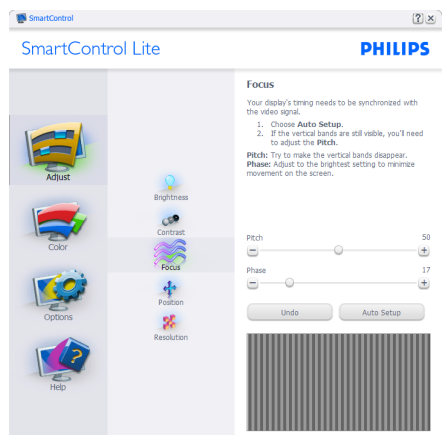 SmartControl
SmartControl Lite
PHILIPS
Adjust
Color
Options
Help
Brightness
Contrast
Focus
Position
Resolution
Focus
Your display's timing needs to be synchronized with
the video signal.
1. Choose Auto Setup.
2. If the vertical bands are still visible, you'll need
to adjust the Pitch.
Pitch: Try to make the vertical bands disappear.
Phase: Adjust to the brightest setting to minimize
movement on the screen.
Pitch 50
Phase 17
Undo Auto Setup